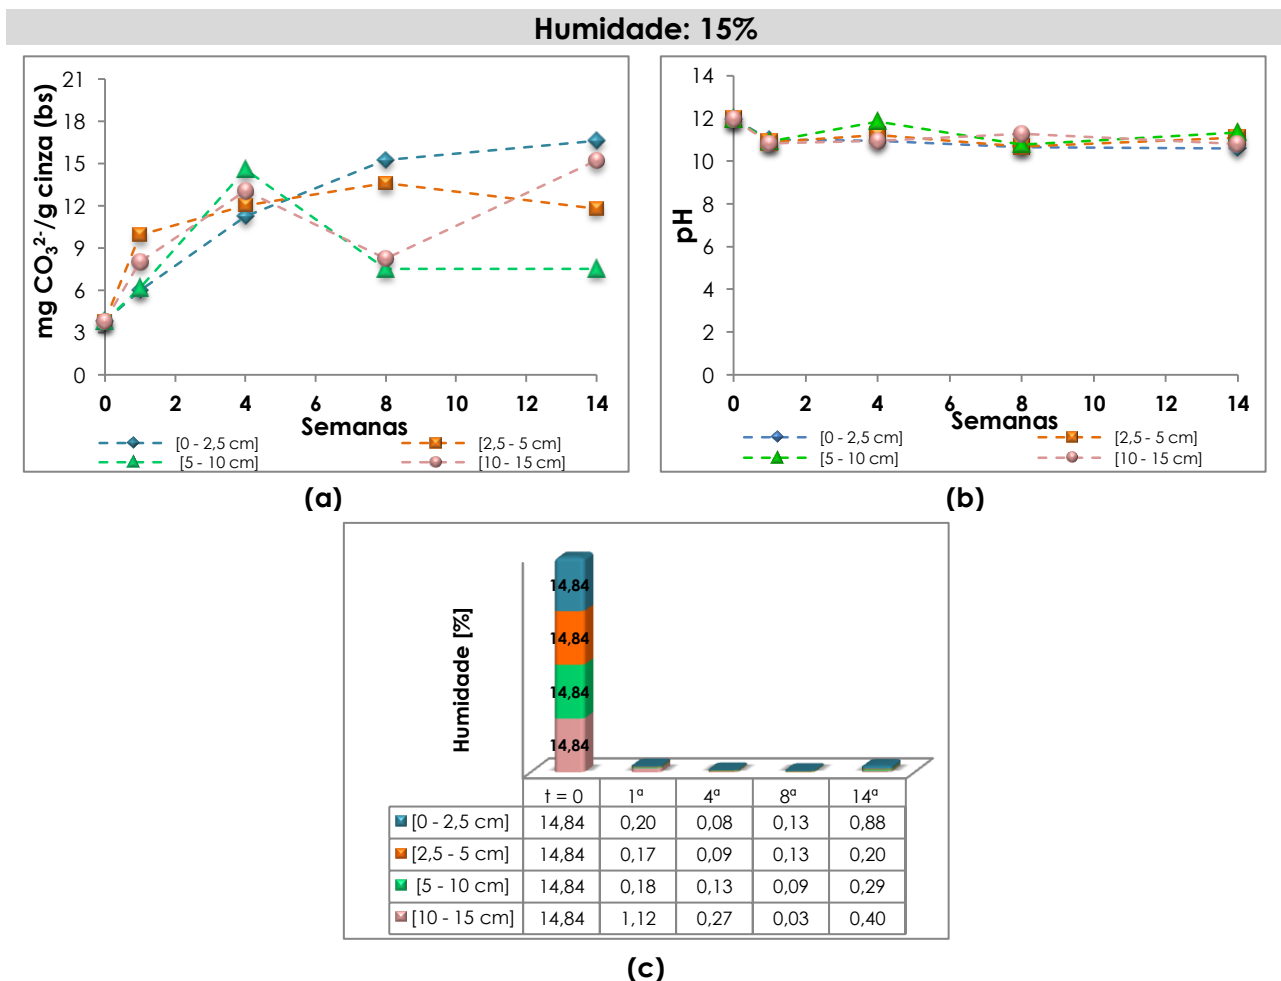 Humidade: 15%
mg CO₃²⁻/g cinza (bs)
21
18
15
12
9
6
3
0
0 2 4 6 8 10 12 14
Semanas
[0 - 2,5 cm] [2,5 - 5 cm]
[5 - 10 cm] [10 - 15 cm]
(a)
pH
14
12
10
8
6
4
2
0
0 2 4 6 8 10 12 14
Semanas
[0 - 2,5 cm] [2,5 - 5 cm]
[5 - 10 cm] [10 - 15 cm]
(b)
Humidade [%]
14,84
14,84
14,84
14,84
t = 0 1ª 4ª 8ª 14ª
[0 - 2,5 cm] 14,84 0,20 0,08 0,13 0,88
[2,5 - 5 cm] 14,84 0,17 0,09 0,13 0,20
[5 - 10 cm] 14,84 0,18 0,13 0,09 0,29
[10 - 15 cm] 14,84 1,12 0,27 0,03 0,40
(c)